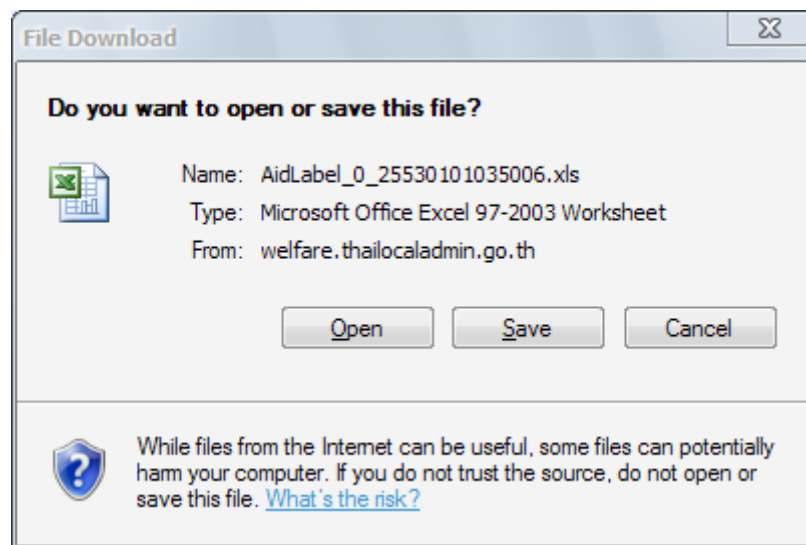 File Download
Do you want to open or save this file?
Name: AidLabel_0_25530101035006.xls
Type: Microsoft Office Excel 97-2003 Worksheet
From: welfare.thailocaladmin.go.th
Open Save Cancel
While files from the Internet can be useful, some files can potentially
harm your computer. If you do not trust the source, do not open or
save this file. What's the risk?